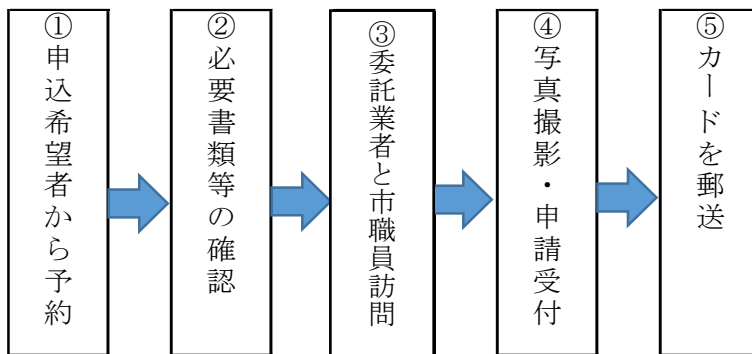 ①申込希望者から予約
②必要書類等の確認
③委託業者と市職員訪問
④写真撮影・申請受付
⑤カードを郵送